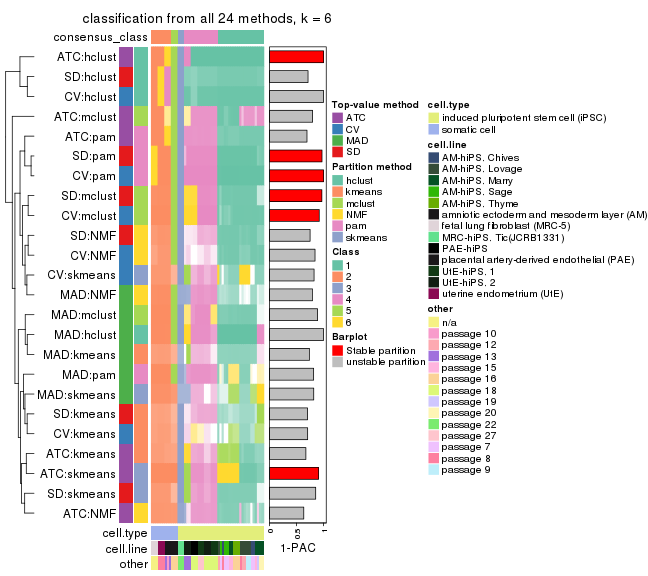 classification from all 24 methods, k = 6
consensus_class
ATC:hclust
SD:hclust
CV:hclust
ATC:mclust
ATC:pam
SD:pam
CV:pam
SD:mclust
CV:mclust
SD:NMF
CV:NMF
CV:skmeans
MAD:NMF
MAD:mclust
MAD:hclust
MAD:kmeans
MAD:pam
MAD:skmeans
SD:kmeans
CV:kmeans
ATC:kmeans
ATC:skmeans
SD:skmeans
ATC:NMF
cell.type
cell.line
other
0
0.5
1
1-PAC
Top-value method
ATC
CV
MAD
SD
Partition method
hclust
kmeans
mclust
NMF
pam
skmeans
Class
1
2
3
4
5
6
Barplot
Stable partition
unstable partition
cell.type
induced pluripotent stem cell (iPSC)
somatic cell
cell.line
AM-hiPS. Chives
AM-hiPS. Lovage
AM-hiPS. Marry
AM-hiPS. Sage
AM-hiPS. Thyme
amniotic ectoderm and mesoderm layer (AM)
fetal lung fibroblast (MRC-5)
MRC-hiPS. Tic(JCRB1331)
PAE-hiPS
placental artery-derived endothelial (PAE)
UtE-hiPS. 1
UtE-hiPS. 2
uterine endometrium (UtE)
other
n/a
passage 10
passage 12
passage 13
passage 15
passage 16
passage 18
passage 19
passage 20
passage 22
passage 27
passage 7
passage 8
passage 9